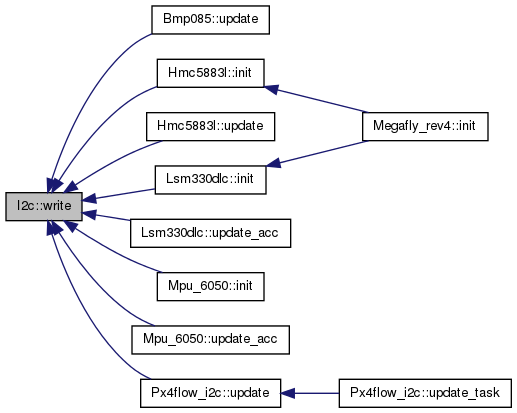 Bmp085::update
Hmc5883l::init
Hmc5883l::update
Megafly_rev4::init
Lsm330dlc::init
I2c::write
Lsm330dlc::update_acc
Mpu_6050::init
Mpu_6050::update_acc
Px4flow_i2c::update
Px4flow_i2c::update_task